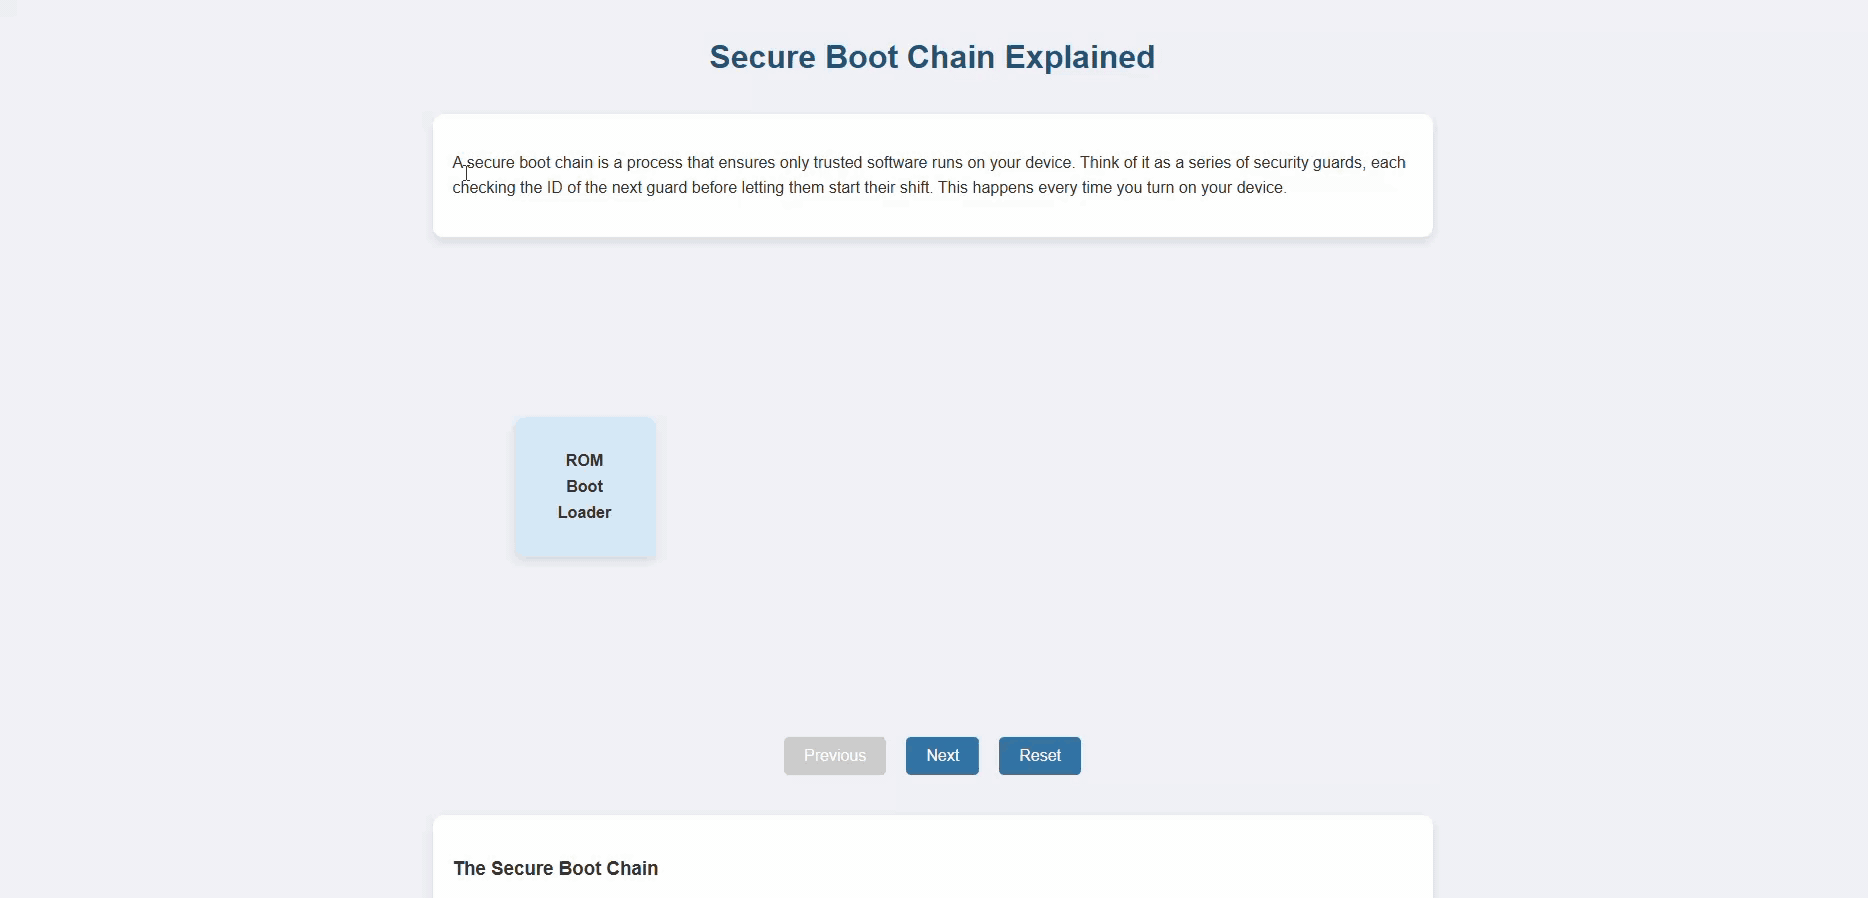 Secure Boot Chain Explained
A secure boot chain is a process that ensures only trusted software runs on your device. Think of it as a series of security guards, each
checking the ID of the next guard before letting them start their shift. This happens every time you turn on your device.
ROM
Boot
Loader
Previous
Next
Reset
The Secure Boot Chain